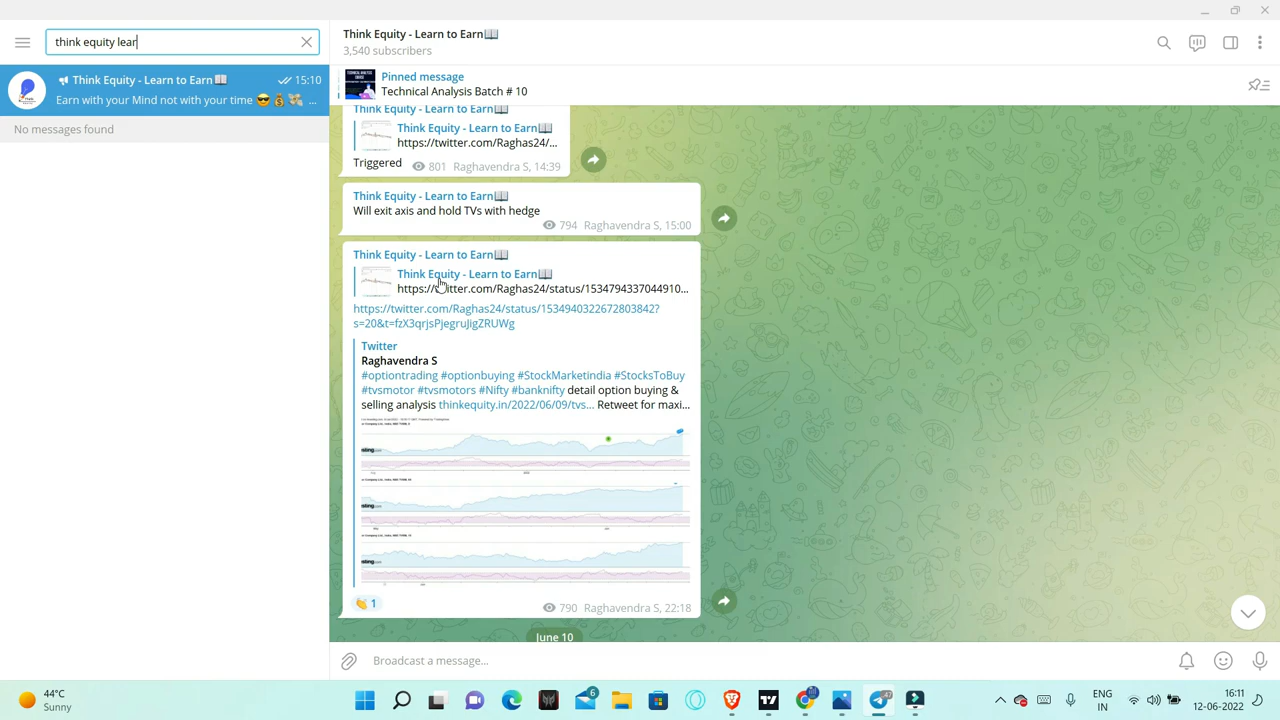 think equity lear
Think Equity - Learn to Earn📖
15:10
Earn with your Mind not with your time 😎 💰 💸 ...
No messages found
Think Equity - Learn to Earn📖
3,540 subscribers
Pinned message
Technical Analysis Batch # 10
Think Equity - Learn to Earn📖
Think Equity - Learn to Earn📖
https://twitter.com/Raghas24/...
Triggered 801 Raghavendra S, 14:39
Think Equity - Learn to Earn📖
Will exit axis and hold TVs with hedge
794 Raghavendra S, 15:00
Think Equity - Learn to Earn📖
Think Equity - Learn to Earn📖
https://twitter.com/Raghas24/status/1534794337044910...
https://twitter.com/Raghas24/status/1534940322672803842?
s=20&t=fzX3qrjsPjegruJigZRUWg
Twitter
Raghavendra S
#optiontrading #optionbuying #StockMarketindia #StocksToBuy
#tvsmotor #tvsmotors #Nifty #banknifty detail option buying &
selling analysis thinkequity.in/2022/06/09/tvs... Retweet for maxi...
👏 1
790 Raghavendra S, 22:18
June 10
Broadcast a message...
44°C
ENG
IN
16:11